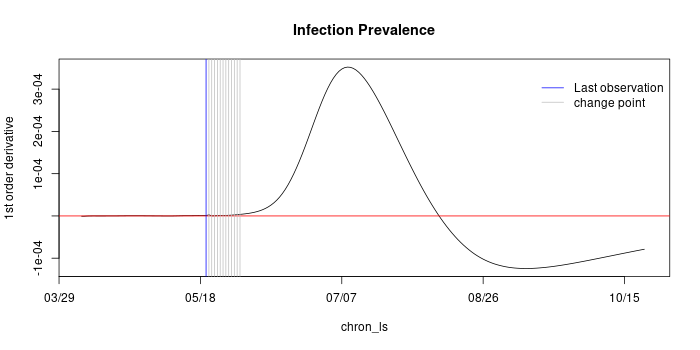 Infection Prevalence
1st order derivative
3e-04
2e-04
1e-04
-1e-04
Last observation
change point
03/29
05/18
07/07
08/26
10/15
chron_ls